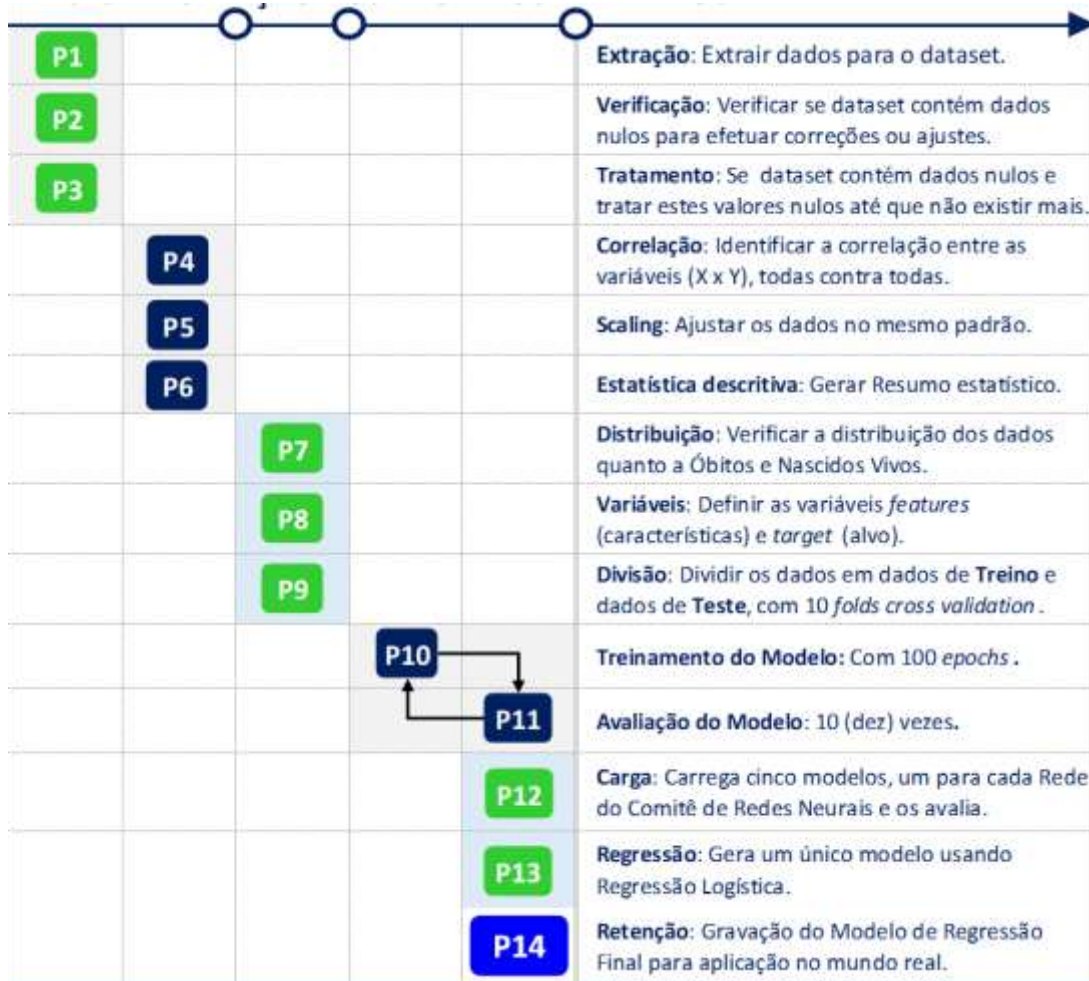 P1
Extração: Extrair dados para o dataset.
P2
Verificação: Verificar se dataset contém dados
nulos para efetuar correções ou ajustes.
P3
Tratamento: Se dataset contém dados nulos e
tratar estes valores nulos até que não existir mais.
P4
Correlação: Identificar a correlação entre as
variáveis (X x Y), todas contra todas.
P5
Scaling: Ajustar os dados no mesmo padrão.
P6
Estatística descritiva: Gerar Resumo estatístico.
P7
Distribuição: Verificar a distribuição dos dados
quanto a Óbitos e Nascidos Vivos.
P8
Variáveis: Definir as variáveis features
(características) e target (alvo).
P9
Divisão: Dividir os dados em dados de Treino e
dados de Teste, com 10 folds cross validation .
P10
Treinamento do Modelo: Com 100 epochs .
P11
Avaliação do Modelo: 10 (dez) vezes.
P12
Carga: Carrega cinco modelos, um para cada Rede
do Comitê de Redes Neurais e os avalia.
P13
Regressão: Gera um único modelo usando
Regressão Logística.
P14
Retenção: Gravação do Modelo de Regressão
Final para aplicação no mundo real.